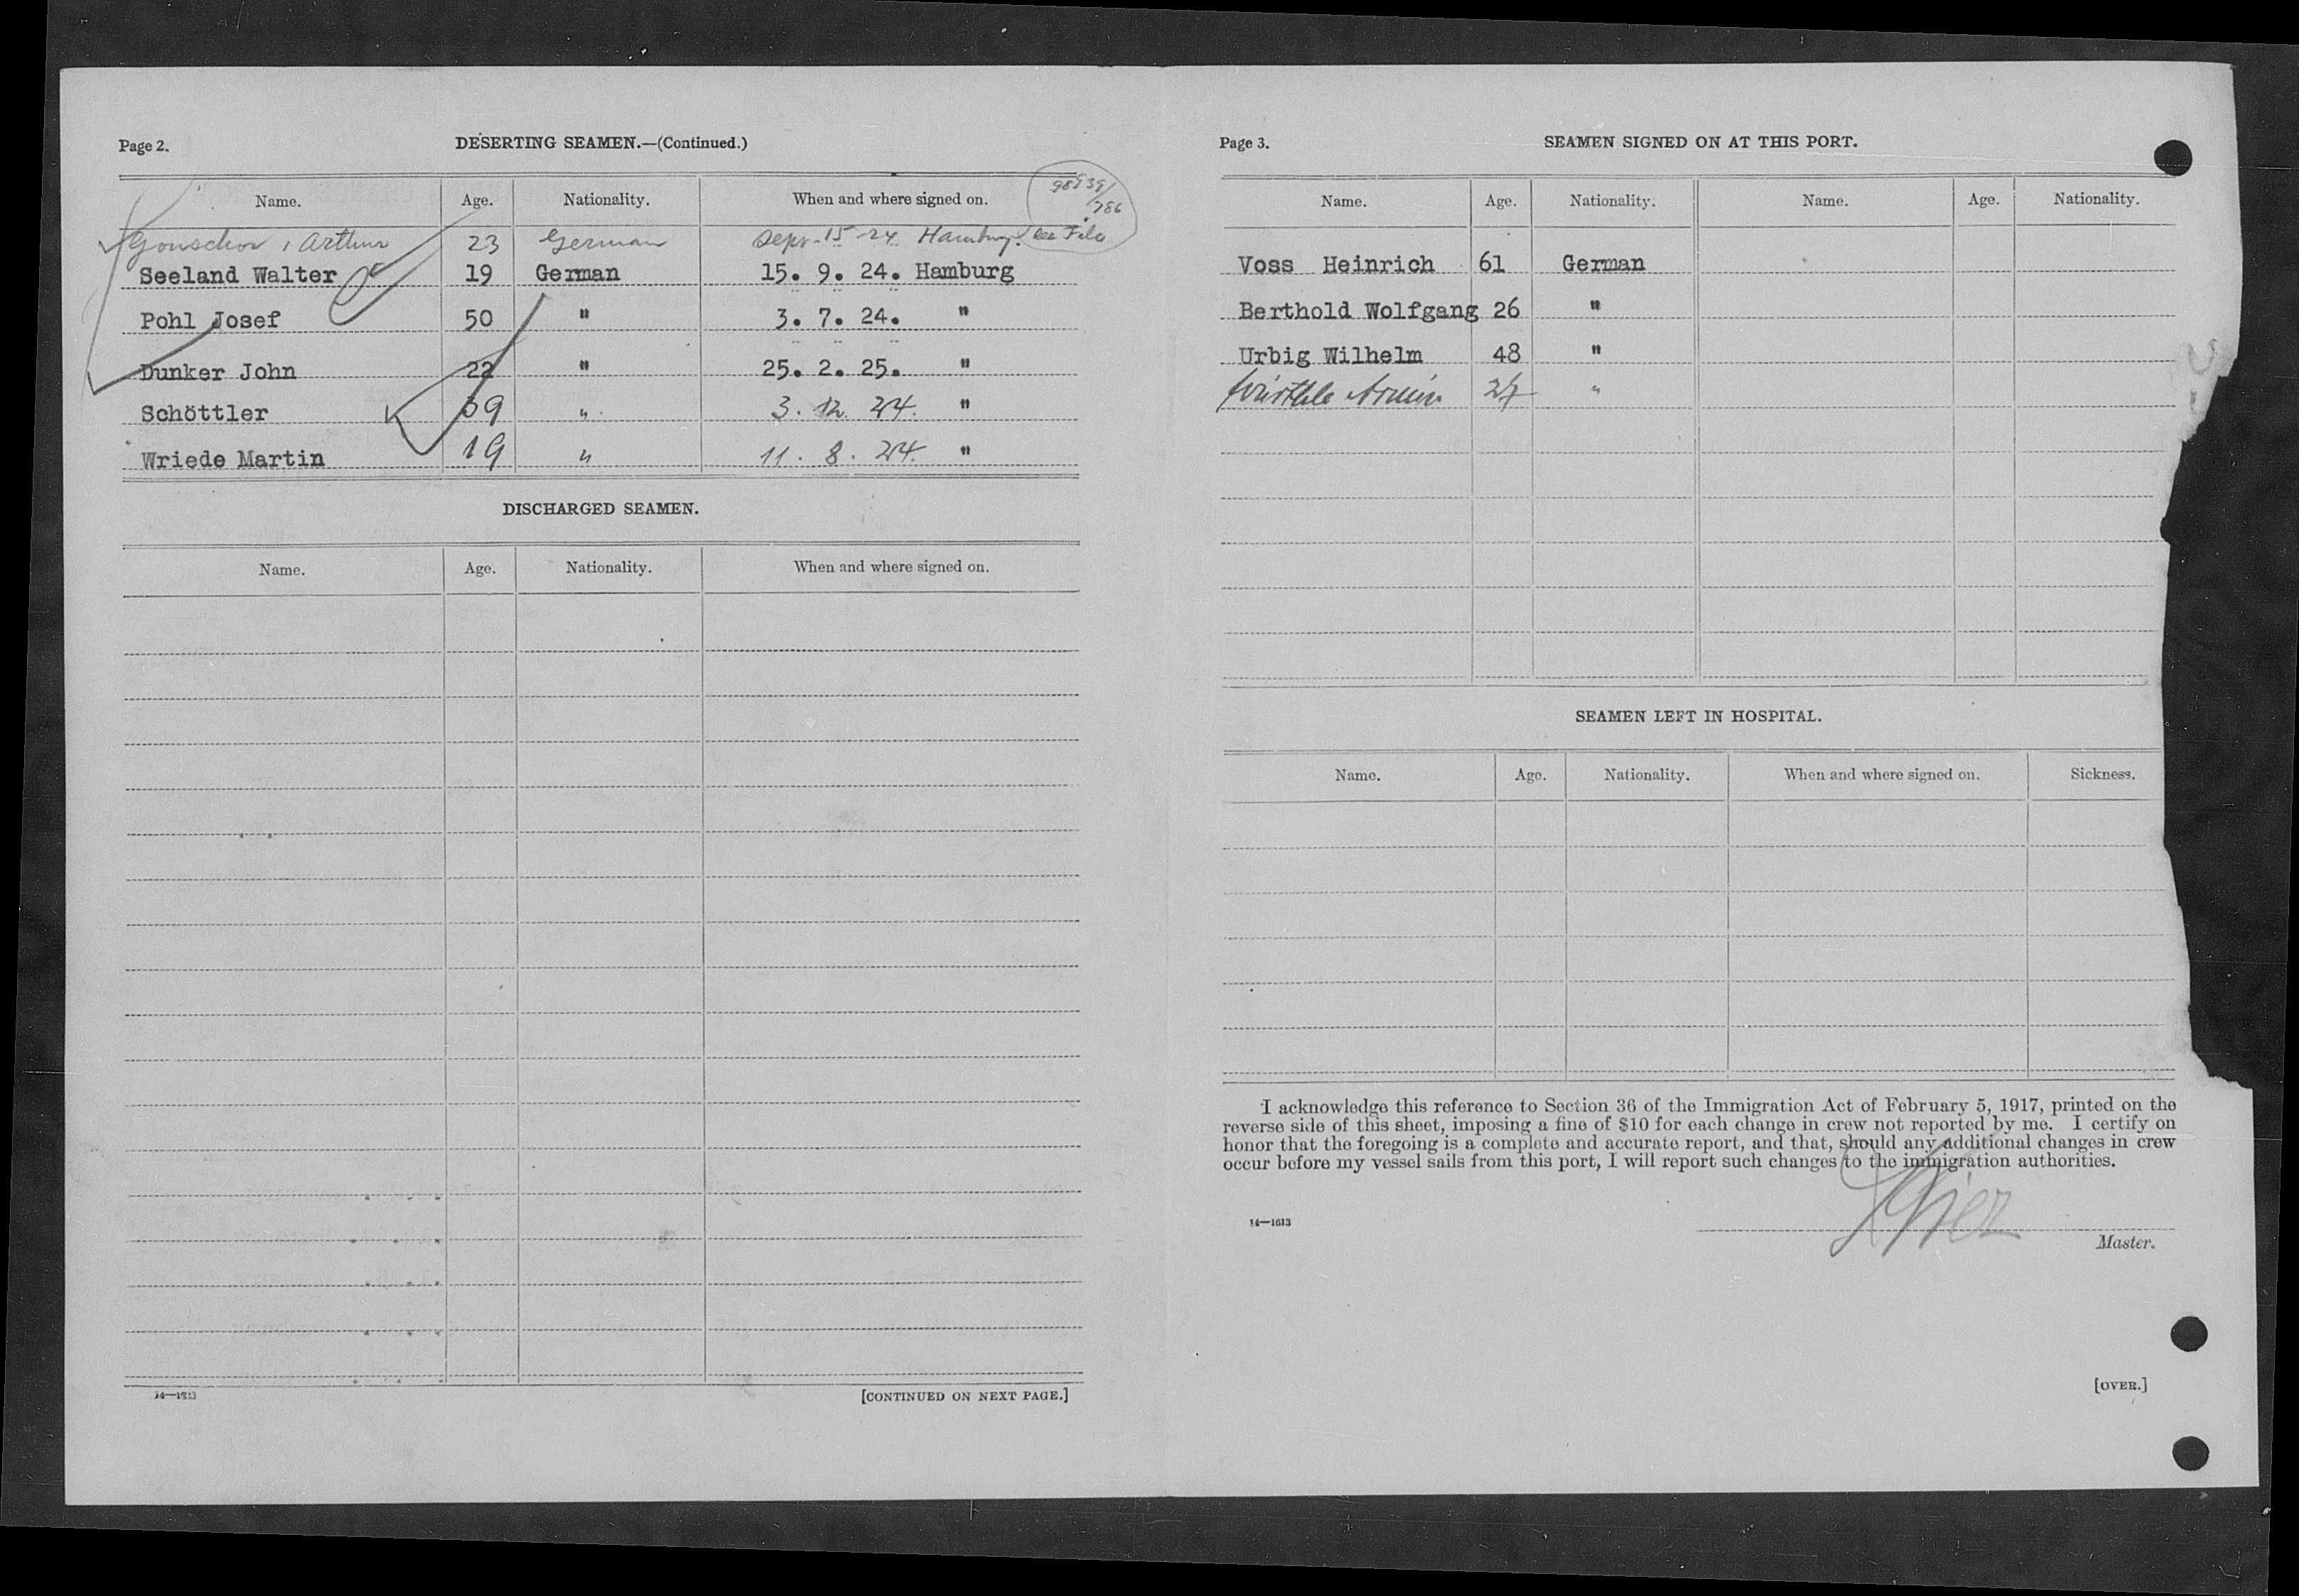 Page 2.
DESERTING SEAMEN.—(Continued.)
Name. Age. Nationality. When and where signed on.
98939/786
Gonschor, Arthur 23 German Sept-15-24 Hamburg. see File
Seeland Walter 19 German 15. 9. 24. Hamburg
Pohl Josef 50 " 3. 7. 24. "
Dunker John 22 " 25. 2. 25. "
Schöttler 39 " 3. 12. 24. "
Wriede Martin 19 " 11. 8. 24. "
DISCHARGED SEAMEN.
Name. Age. Nationality. When and where signed on.
14—1613
[CONTINUED ON NEXT PAGE.]
Page 3.
SEAMEN SIGNED ON AT THIS PORT.
Name. Age. Nationality. Name. Age. Nationality.
Voss Heinrich 61 German
Berthold Wolfgang 26 "
Urbig Wilhelm 48 "
Armin 27 "
SEAMEN LEFT IN HOSPITAL.
Name. Age. Nationality. When and where signed on. Sickness.
I acknowledge this reference to Section 36 of the Immigration Act of February 5, 1917, printed on the
reverse side of this sheet, imposing a fine of $10 for each change in crew not reported by me. I certify on
honor that the foregoing is a complete and accurate report, and that, should any additional changes in crew
occur before my vessel sails from this port, I will report such changes to the immigration authorities.
14—1613
Master.
[OVER.]